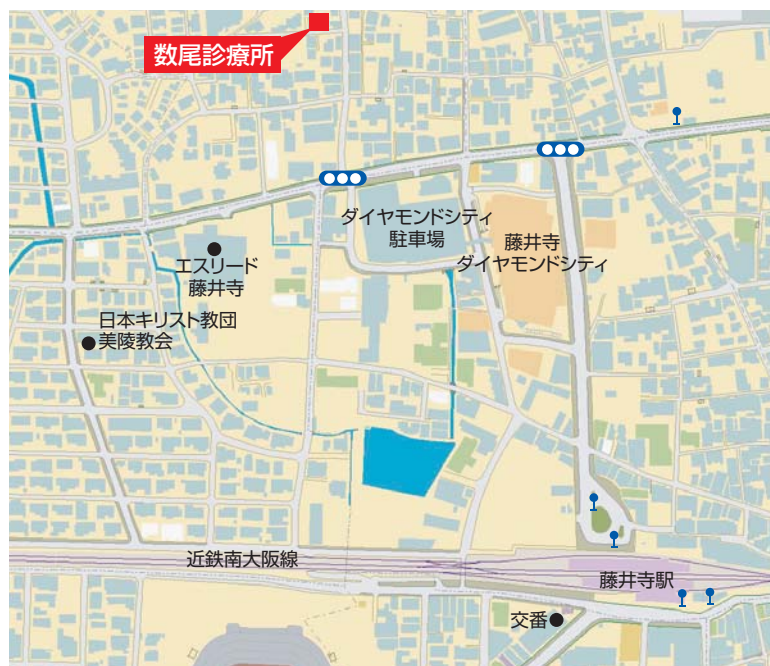 数尾診療所
ダイヤモンドシティ
駐車場
藤井寺
ダイヤモンドシティ
エスリード
藤井寺
日本キリスト教団
美陵教会
近鉄南大阪線
藤井寺駅
交番